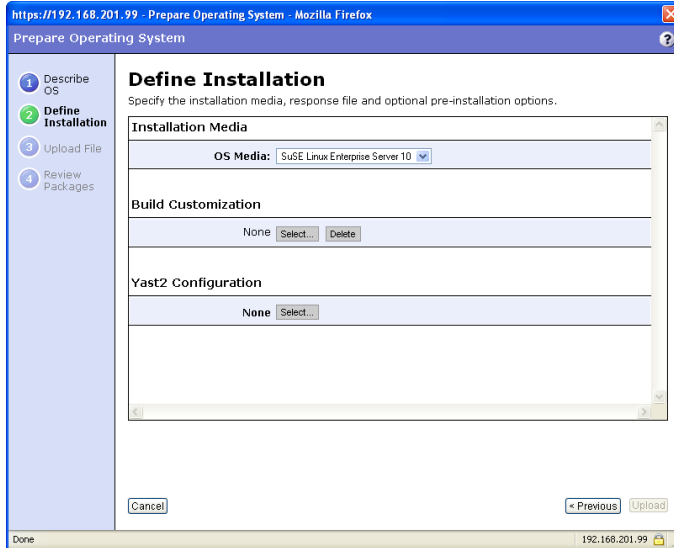 https://192.168.201.99 - Prepare Operating System - Mozilla Firefox
Prepare Operating System
?
1 Describe
OS
2 Define
Installation
3 Upload File
4 Review
Packages
Define Installation
Specify the installation media, response file and optional pre-installation options.
Installation Media
OS Media: SuSE Linux Enterprise Server 10
Build Customization
None Select... Delete
Yast2 Configuration
None Select...
Cancel « Previous Upload
Done 192.168.201.99